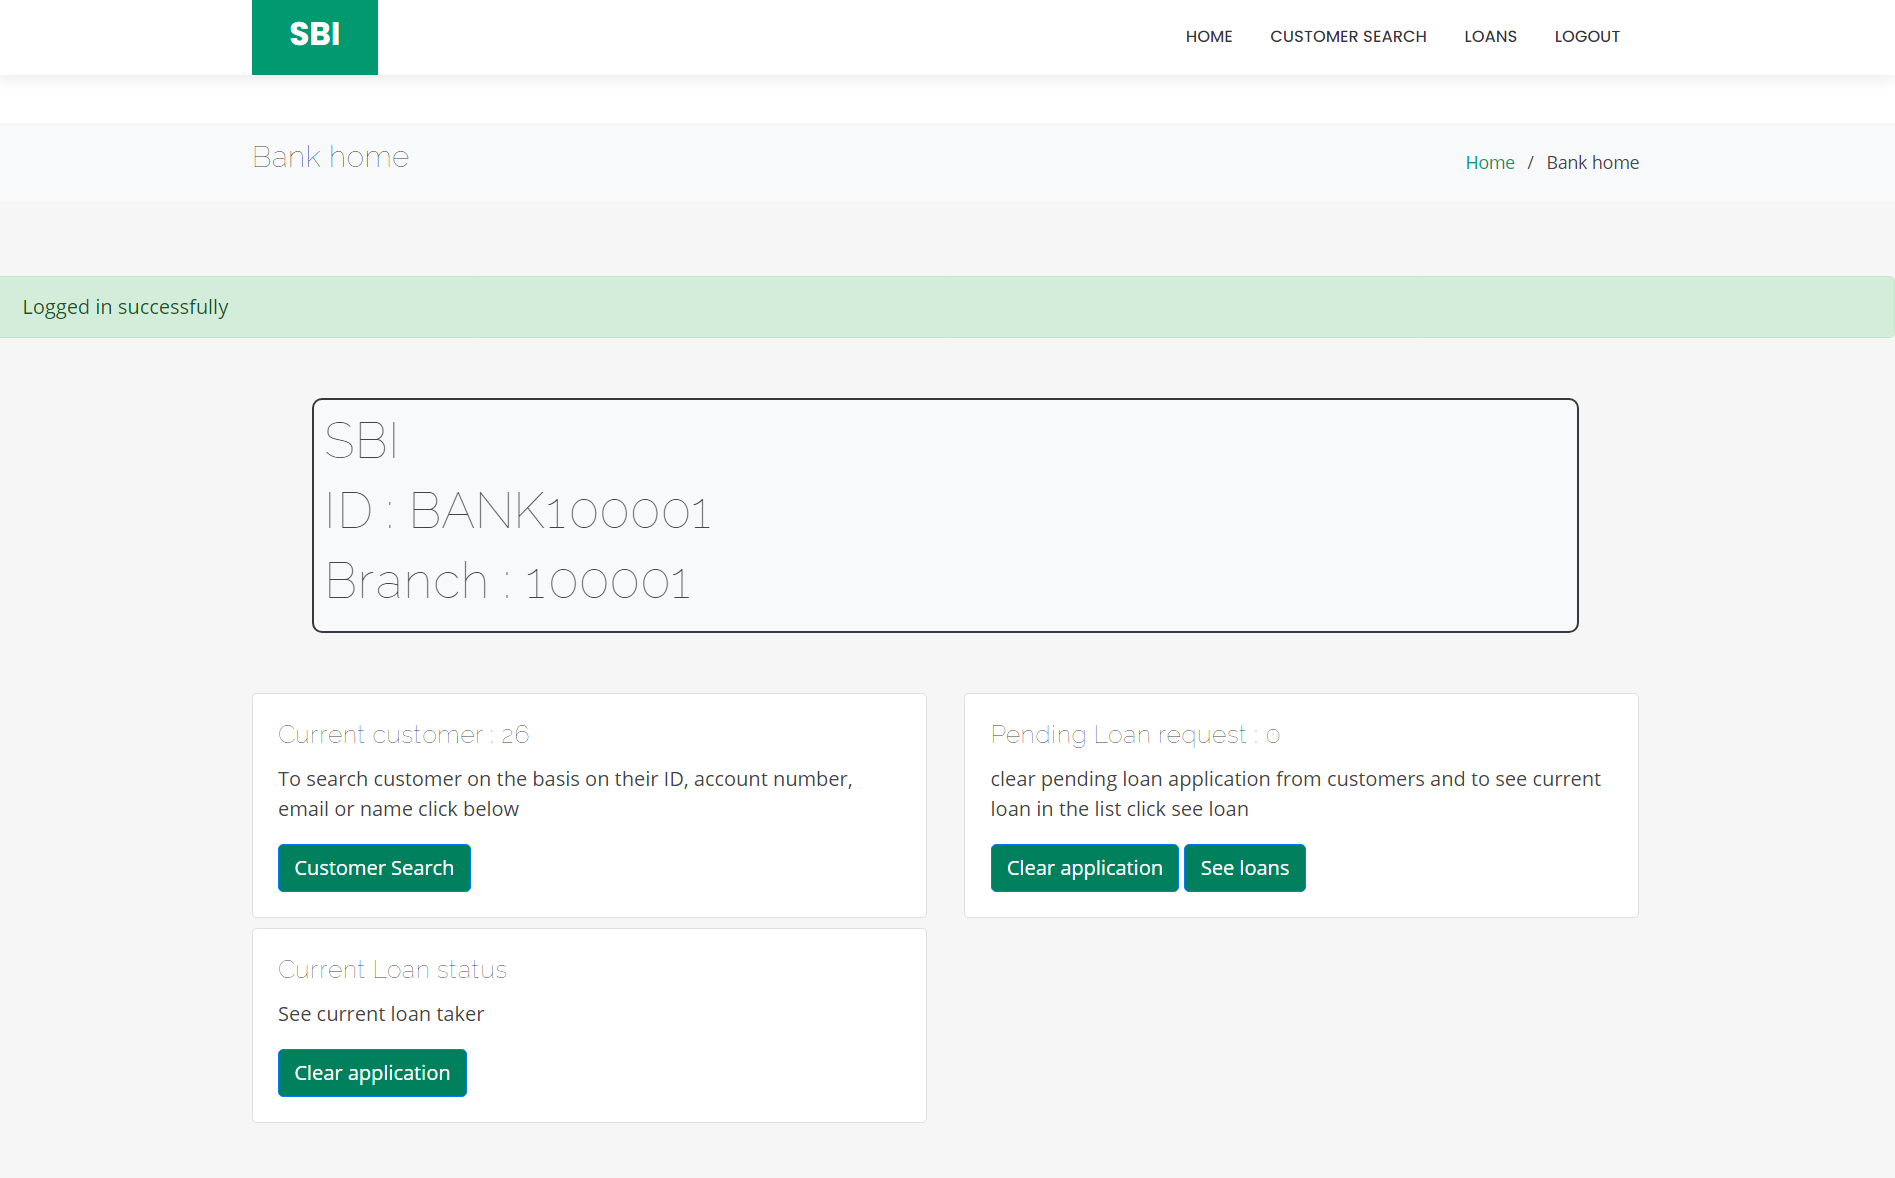 SBI
HOME CUSTOMER SEARCH LOANS LOGOUT
Bank home
Home / Bank home
Logged in successfully
SBI
ID : BANK100001
Branch : 100001
Current customer : 26
To search customer on the basis on their ID, account number,
email or name click below
Customer Search
Pending Loan request : 0
clear pending loan application from customers and to see current
loan in the list click see loan
Clear application See loans
Current Loan status
See current loan taker
Clear application